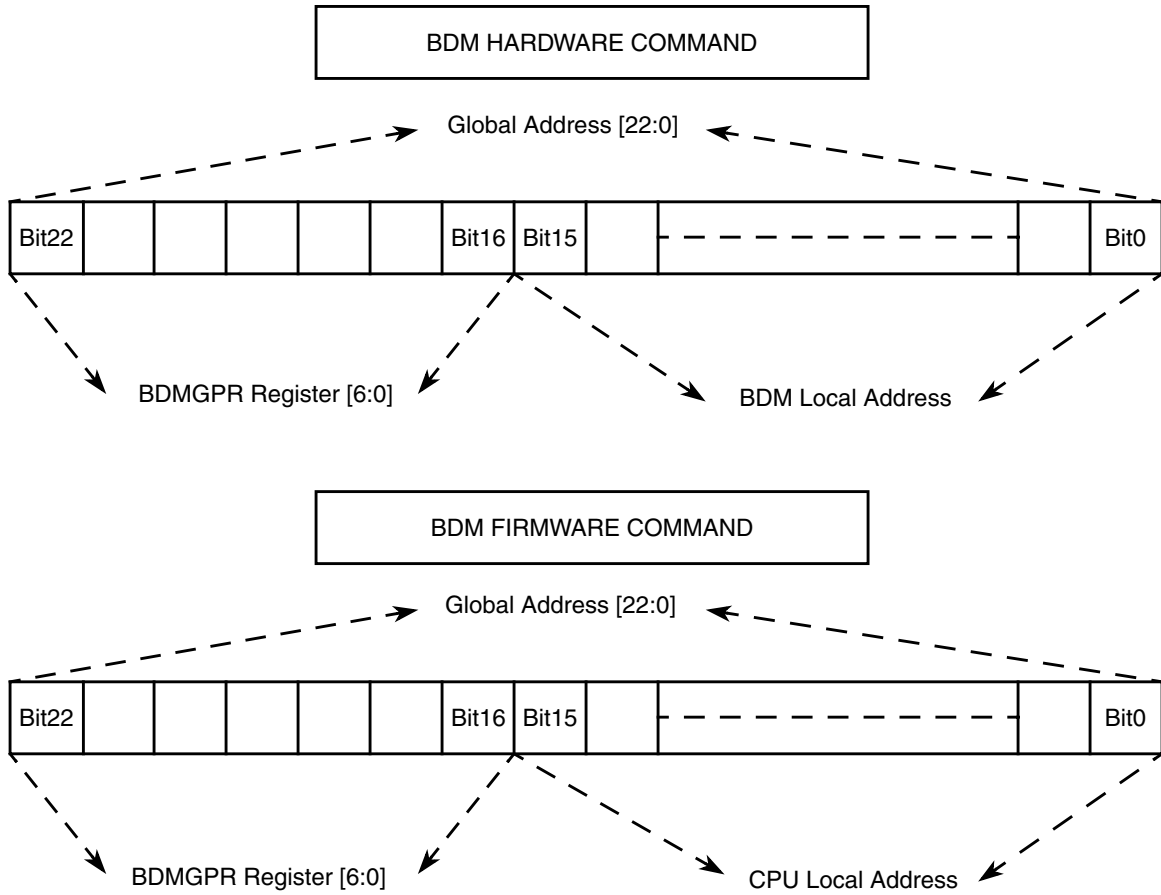 BDM HARDWARE COMMAND
Global Address [22:0]
Bit22 Bit16 Bit15 Bit0
BDMGPR Register [6:0] BDM Local Address
BDM FIRMWARE COMMAND
Global Address [22:0]
Bit22 Bit16 Bit15 Bit0
BDMGPR Register [6:0] CPU Local Address